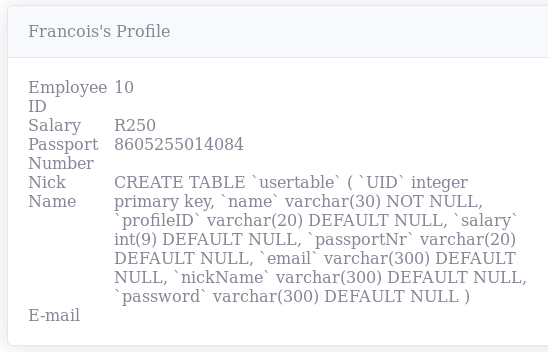 Francois's Profile
Employee ID 10
Salary R250
Passport Number 8605255014084
Nick Name CREATE TABLE `usertable` ( `UID` integer
primary key, `name` varchar(30) NOT NULL,
`profileID` varchar(20) DEFAULT NULL, `salary`
int(9) DEFAULT NULL, `passportNr` varchar(20)
DEFAULT NULL, `email` varchar(300) DEFAULT
NULL, `nickName` varchar(300) DEFAULT NULL,
`password` varchar(300) DEFAULT NULL )
E-mail